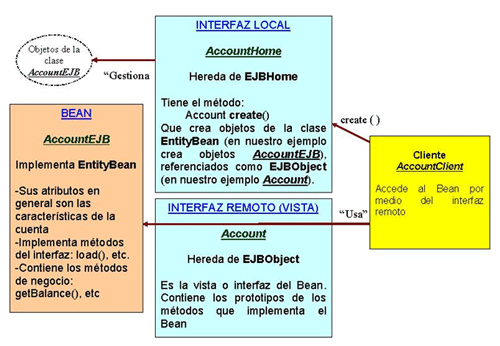 Objetos de la
clase
AccountEJB
“Gestiona
INTERFAZ LOCAL
AccountHome
Hereda de EJBHome
Tiene el método:
Account create()
Que crea objetos de la clase
EntityBean (en nuestro ejemplo
crea objetos AccountEJB),
referenciados como EJBObject
(en nuestro ejemplo Account).
create ( )
BEAN
AccountEJB
Implementa EntityBean
-Sus atributos en
general son las
características de la
cuenta
-Implementa métodos
del interfaz: load(), etc.
-Contiene los métodos
de negocio:
getBalance(), etc
Cliente
AccountClient
Accede al Bean por
medio del interfaz
remoto
“Usa”
INTERFAZ REMOTO (VISTA)
Account
Hereda de EJBObject
Es la vista o interfaz del Bean.
Contiene los prototipos de los
métodos que implementa el
Bean